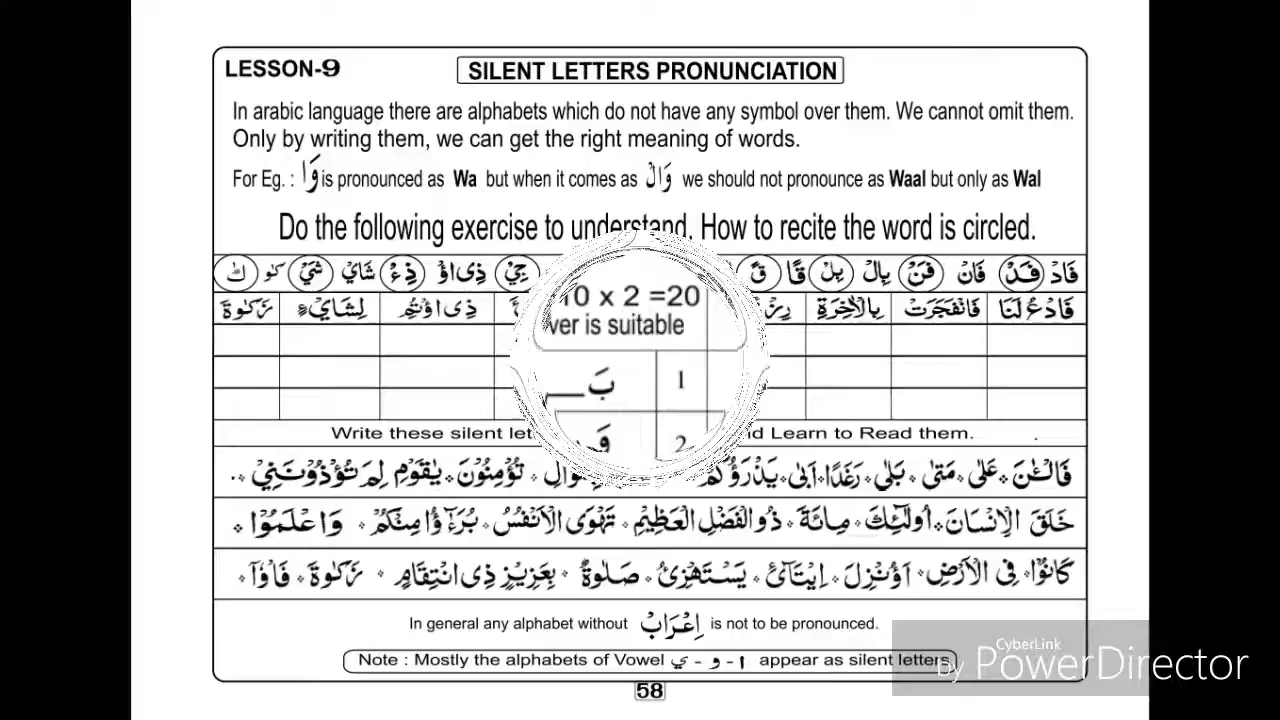 LESSON-9
SILENT LETTERS PRONUNCIATION
In arabic language there are alphabets which do not have any symbol over them. We cannot omit them.
Only by writing them, we can get the right meaning of words.
For Eg. : وَا is pronounced as Wa but when it comes as وَالْ we should not pronounce as Waal but only as Wal
Do the following exercise to understand. How to recite the word is circled.
فَادْ فَدْ فَانْ فَنْ بِالْ بِلْ قَا قَ جِيْ ذِىاؤْ ذِءْ شَايْ شَيْ كٰو كٰ
فَادْعُ لَنَا فَانْفَجَرَتْ بِالْاٰخِرَةِ ذِى اؤْتُمِ لِشَايْءٍ زَكٰوةَ
10 x 2 =20
ver is suitable
بَ 1
2
Write these silent nd Learn to Read them.
فَالْـٰٔنَ عَلٰى مَتٰى بَلٰى رَغَدًا اَبٰى يَذْرَؤُكُمْ تُؤْمِنُوْنَ يٰقَوْمِ لِمَ تُؤْذُوْنَنِيْ
خَلَقَ الْاِنْسَانَ اُولٰٓئِكَ مِائَةَ ذُو الْفَضْلِ الْعَظِيْمِ تَهْوَى الْاَنْفُسُ بُرَءٰٓؤُا مِنْكُمْ وَاعْلَمُوْا
كَانُوْا فِى الْاَرْضِ اَؤُنْزِلَ اِيْتَآئِ يَسْتَهْزِئُ صَلٰوةٌ بِعَزِيْزٍ ذِى انْتِقَامٍ زَكٰوةَ فَاْوٗٓا
In general any alphabet without اِعْرَابْ is not to be pronounced.
Note : Mostly the alphabets of Vowel ا - و - ي appear as silent letters
58
CyberLink
by PowerDirector